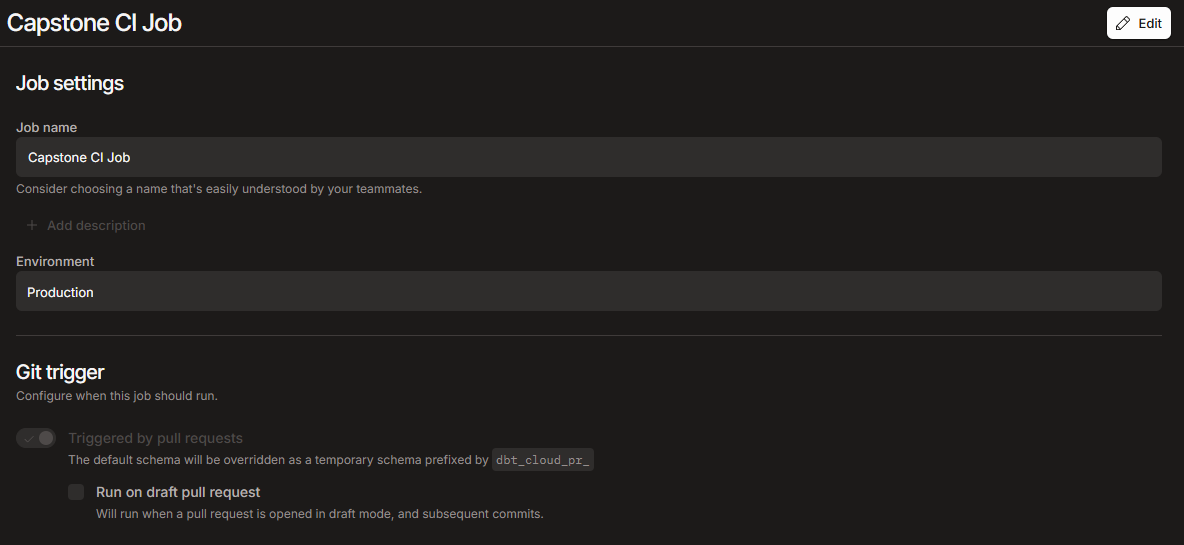 Capstone CI Job
Edit
Job settings
Job name
Capstone CI Job
Consider choosing a name that's easily understood by your teammates.
Add description
Environment
Production
Git trigger
Configure when this job should run.
Triggered by pull requests
The default schema will be overridden as a temporary schema prefixed by dbt_cloud_pr_
Run on draft pull request
Will run when a pull request is opened in draft mode, and subsequent commits.